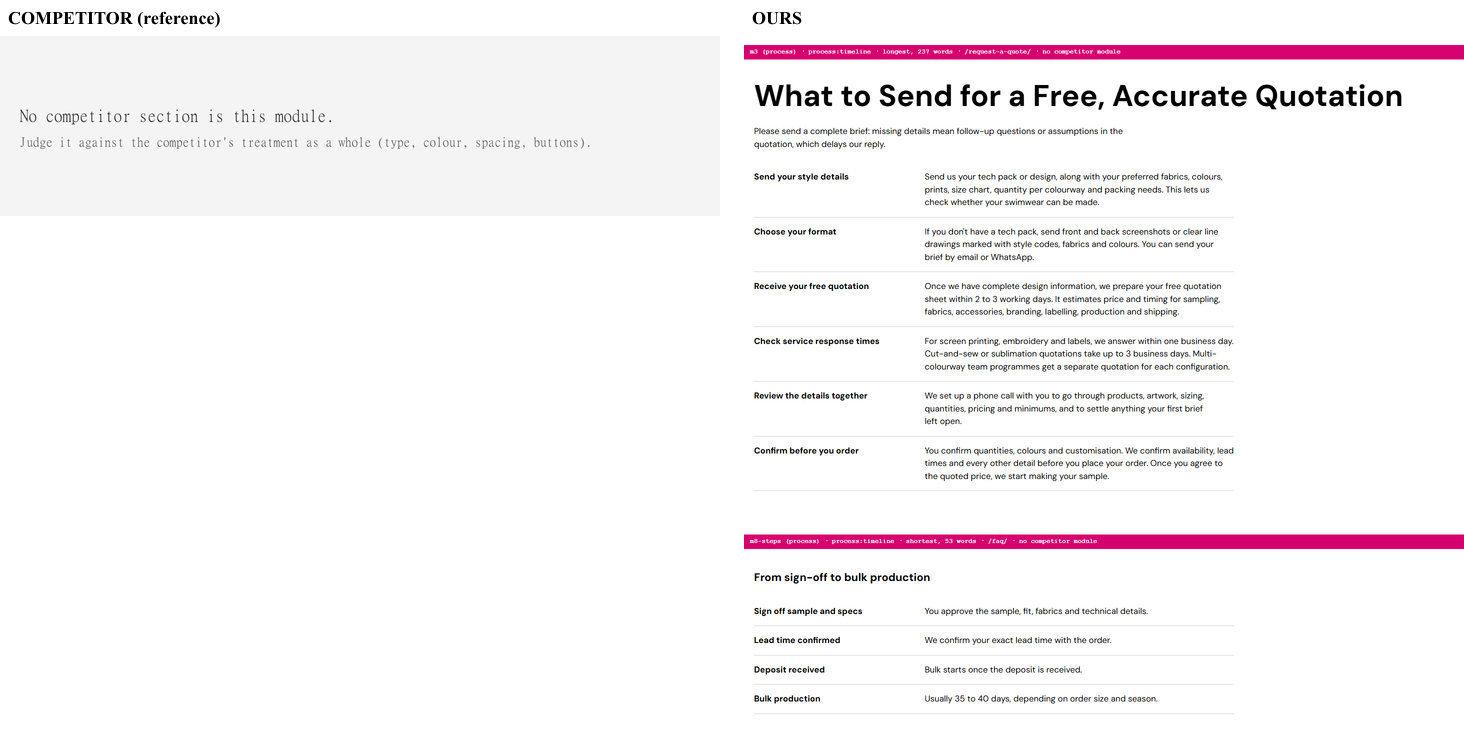 COMPETITOR (reference)
No competitor section is this module.
Judge it against the competitor's treatment as a whole (type, colour, spacing, buttons).
OURS
m3 (process) · process:timeline · longest, 237 words · /request-a-quote/ · no competitor module
What to Send for a Free, Accurate Quotation
Please send a complete brief: missing details mean follow-up questions or assumptions in the
quotation, which delays our reply.
Send your style details
Send us your tech pack or design, along with your preferred fabrics, colours,
prints, size chart, quantity per colourway and packing needs. This lets us
check whether your swimwear can be made.
Choose your format
If you don't have a tech pack, send front and back screenshots or clear line
drawings marked with style codes, fabrics and colours. You can send your
brief by email or WhatsApp.
Receive your free quotation
Once we have complete design information, we prepare your free quotation
sheet within 2 to 3 working days. It estimates price and timing for sampling,
fabrics, accessories, branding, labelling, production and shipping.
Check service response times
For screen printing, embroidery and labels, we answer within one business day.
Cut-and-sew or sublimation quotations take up to 3 business days. Multi-
colourway team programmes get a separate quotation for each configuration.
Review the details together
We set up a phone call with you to go through products, artwork, sizing,
quantities, pricing and minimums, and to settle anything your first brief
left open.
Confirm before you order
You confirm quantities, colours and customisation. We confirm availability, lead
times and every other detail before you place your order. Once you agree to
the quoted price, we start making your sample.
m8-steps (process) · process:timeline · shortest, 53 words · /faq/ · no competitor module
From sign-off to bulk production
Sign off sample and specs
You approve the sample, fit, fabrics and technical details.
Lead time confirmed
We confirm your exact lead time with the order.
Deposit received
Bulk starts once the deposit is received.
Bulk production
Usually 35 to 40 days, depending on order size and season.